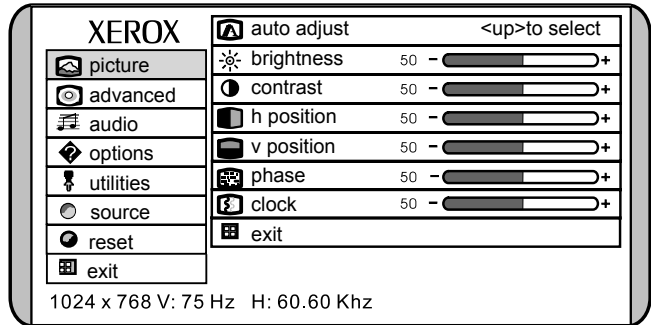 XEROX
picture
advanced
audio
options
utilities
source
reset
exit
auto adjust <up>to select
brightness 50 - +
contrast 50 - +
h position 50 - +
v position 50 - +
phase 50 - +
clock 50 - +
exit
1024 x 768 V: 75 Hz H: 60.60 Khz